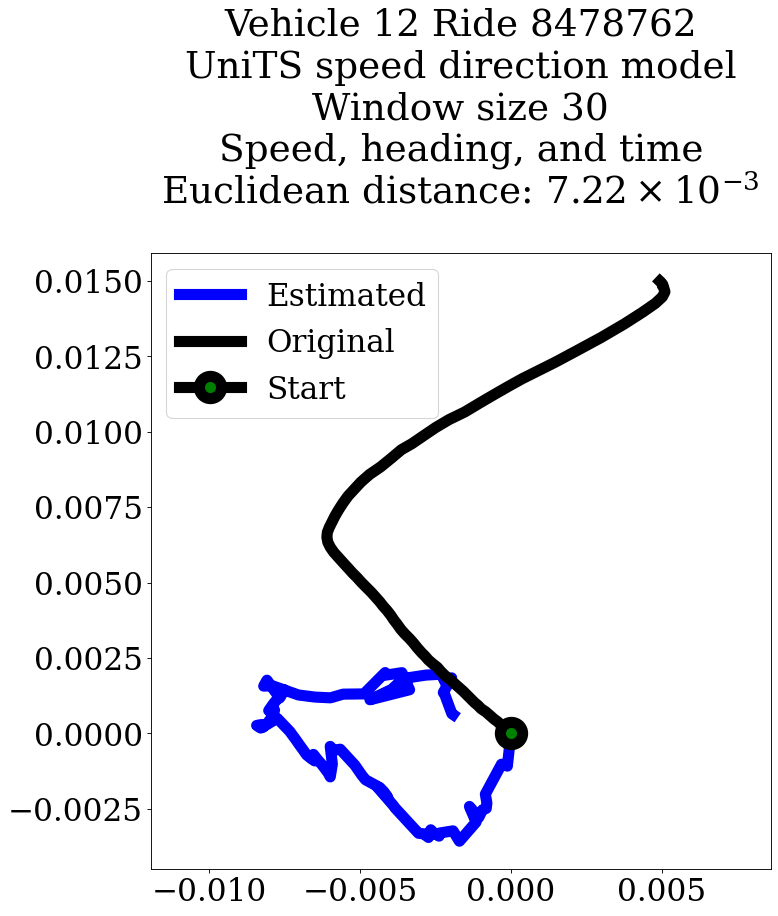 Vehicle 12 Ride 8478762
UniTS speed direction model
Window size 30
Speed, heading, and time
Euclidean distance: 7.22 × 10⁻³
Estimated
Original
Start
0.0150
0.0125
0.0100
0.0075
0.0050
0.0025
0.0000
−0.0025
−0.010 −0.005 0.000 0.005